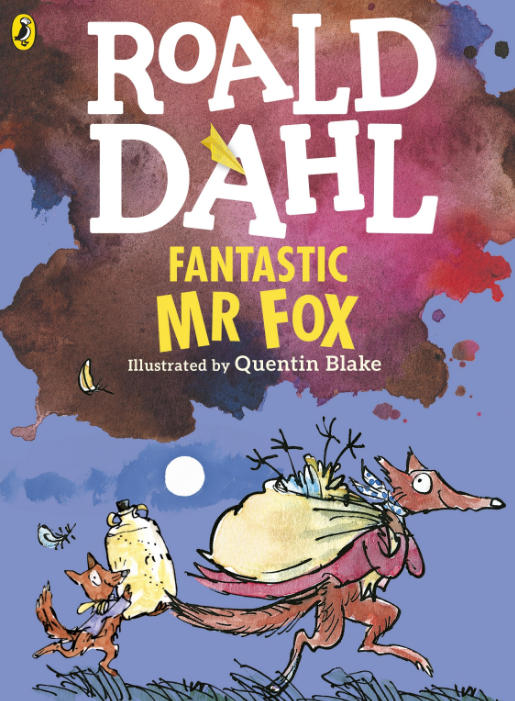 ROALD
DAHL
FANTASTIC
MR FOX
Illustrated by Quentin Blake